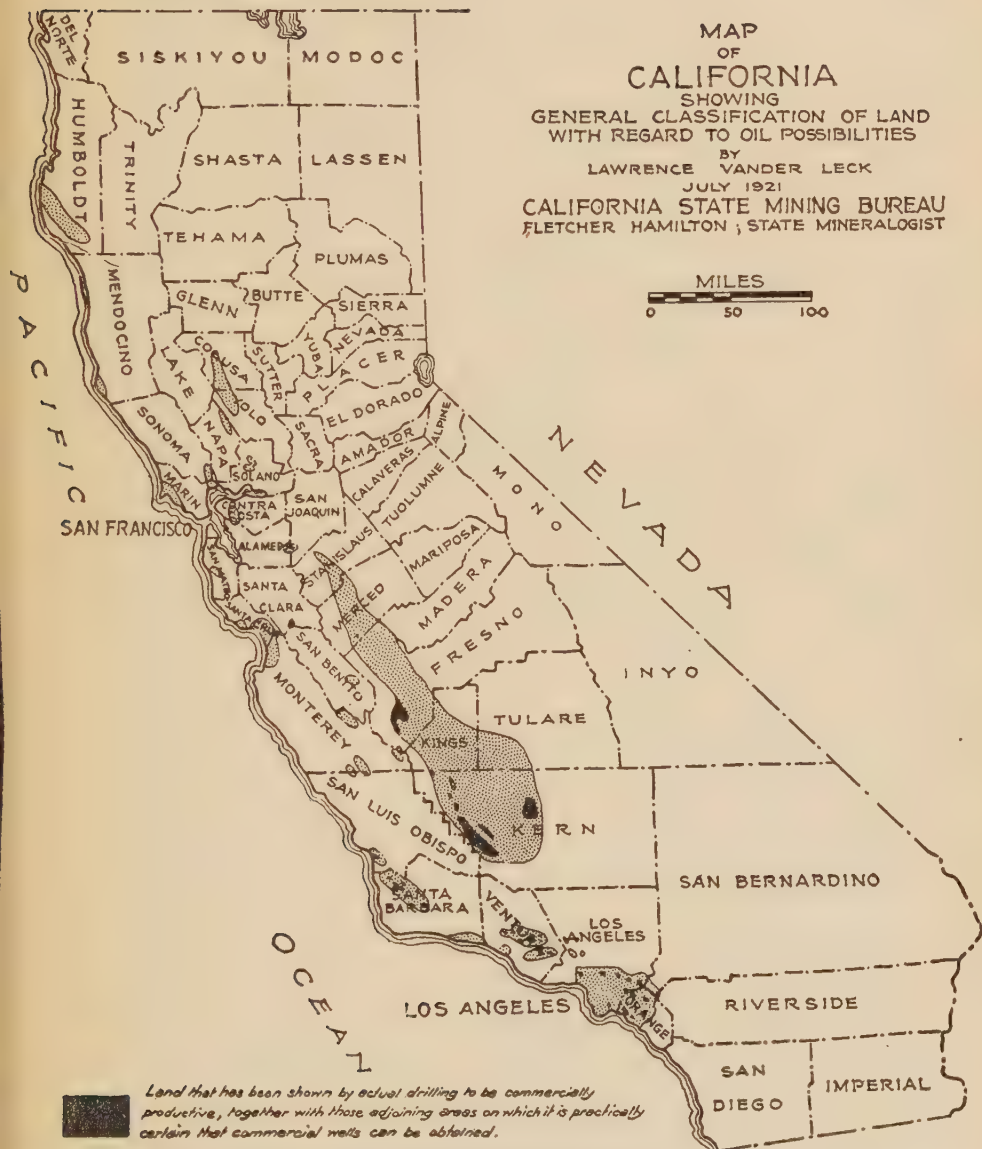 MAP
OF
CALIFORNIA
SHOWING
GENERAL CLASSIFICATION OF LAND
WITH REGARD TO OIL POSSIBILITIES
BY
LAWRENCE VANDER LECK
JULY 1921
CALIFORNIA STATE MINING BUREAU
FLETCHER HAMILTON ; STATE MINERALOGIST
MILES
0 50 100
DEL
NORTE
SISKIYOU
MODOC
HUMBOLDT
TRINITY
SHASTA
LASSEN
TEHAMA
PLUMAS
MENDOCINO
GLENN
BUTTE
SIERRA
NEVADA
YUBA
PLACER
LAKE
COLUSA
SUTTER
YOLO
EL DORADO
SONOMA
NAPA
SACRA
AMADOR
ALPINE
SOLANO
CALAVERAS
MARIN
CONTRA
COSTA
SAN
JOAQUIN
TUOLUMNE
MONO
NEVADA
PACIFIC
SAN FRANCISCO
ALAMEDA
STANISLAUS
MARIPOSA
SAN MATEO
SANTA
CLARA
SANTA CRUZ
MERCED
MADERA
SAN BENITO
FRESNO
INYO
MONTEREY
KINGS
TULARE
SAN LUIS OBISPO
KERN
SAN BERNARDINO
SANTA
BARBARA
VENTURA
LOS
ANGELES
OCEAN
LOS ANGELES
ORANGE
RIVERSIDE
SAN
DIEGO
IMPERIAL
Land that has been shown by actual drilling to be commercially
productive, together with those adjoining areas on which it is practically
certain that commercial wells can be obtained.